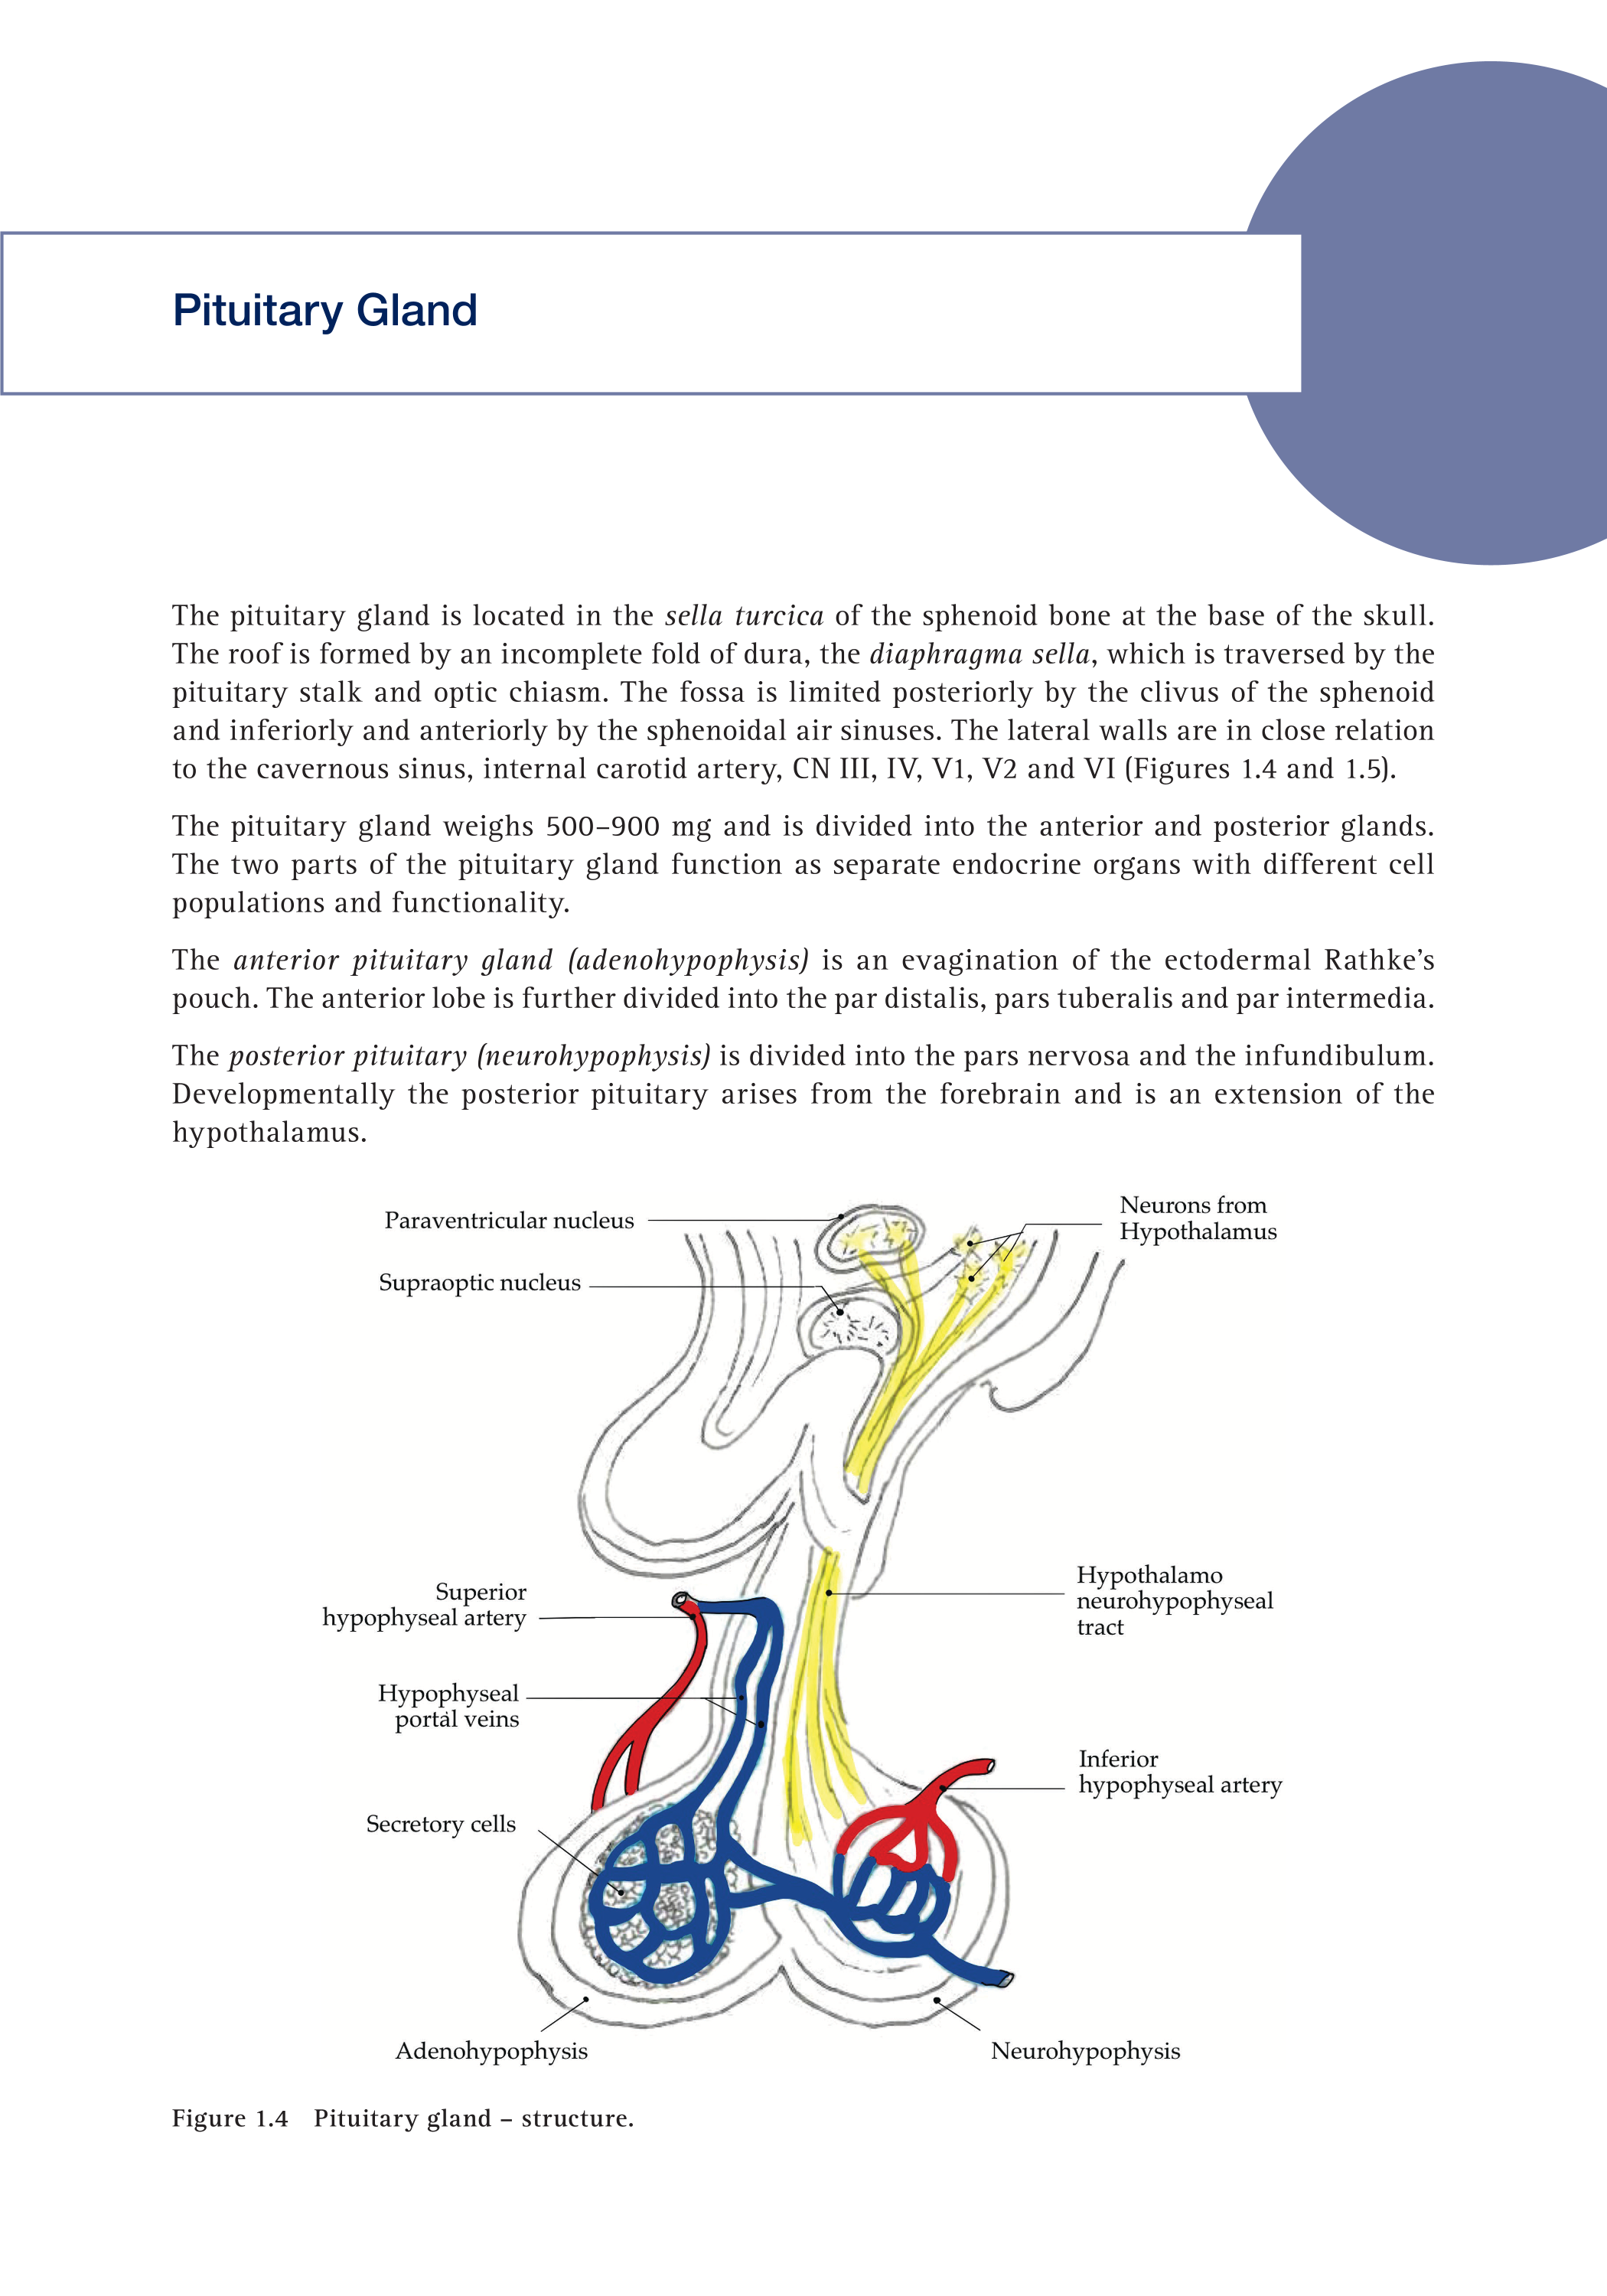 Pituitary Gland
The pituitary gland is located in the sella turcica of the sphenoid bone at the base of the skull.
The roof is formed by an incomplete fold of dura, the diaphragma sella, which is traversed by the
pituitary stalk and optic chiasm. The fossa is limited posteriorly by the clivus of the sphenoid
and inferiorly and anteriorly by the sphenoidal air sinuses. The lateral walls are in close relation
to the cavernous sinus, internal carotid artery, CN III, IV, V1, V2 and VI (Figures 1.4 and 1.5).
The pituitary gland weighs 500–900 mg and is divided into the anterior and posterior glands.
The two parts of the pituitary gland function as separate endocrine organs with different cell
populations and functionality.
The anterior pituitary gland (adenohypophysis) is an evagination of the ectodermal Rathke's
pouch. The anterior lobe is further divided into the par distalis, pars tuberalis and par intermedia.
The posterior pituitary (neurohypophysis) is divided into the pars nervosa and the infundibulum.
Developmentally the posterior pituitary arises from the forebrain and is an extension of the
hypothalamus.
Paraventricular nucleus
Neurons from
Hypothalamus
Supraoptic nucleus
Superior
hypophyseal artery
Hypothalamo
neurohypophyseal
tract
Hypophyseal
portal veins
Inferior
hypophyseal artery
Secretory cells
Adenohypophysis
Neurohypophysis
Figure 1.4 Pituitary gland – structure.